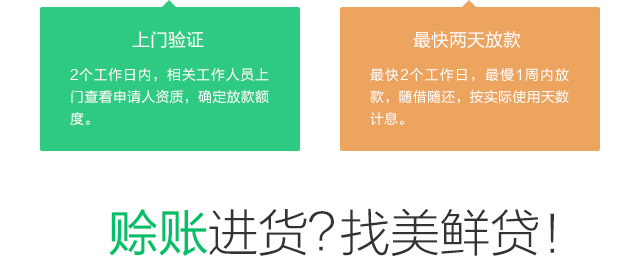 上门验证
2个工作日内，相关工作人员上
门查看申请人资质，确定放款额
度。
最快两天放款
最快2个工作日，最慢1周内放
款，随借随还，按实际使用天数
计息。
赊账进货?找美鲜贷!